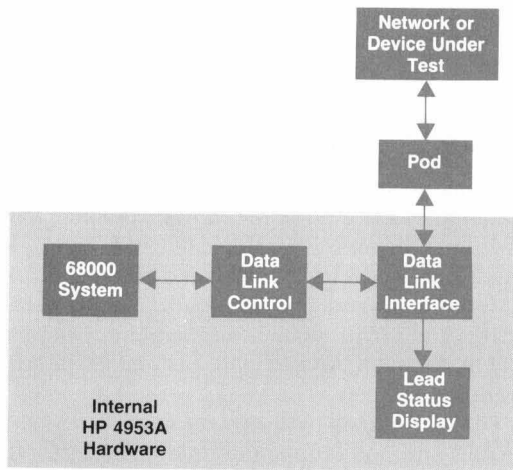 Network or
Device Under
Test
Pod
68000
System
Data
Link
Control
Data
Link
Interface
Lead
Status
Display
Internal
HP 4953A
Hardware